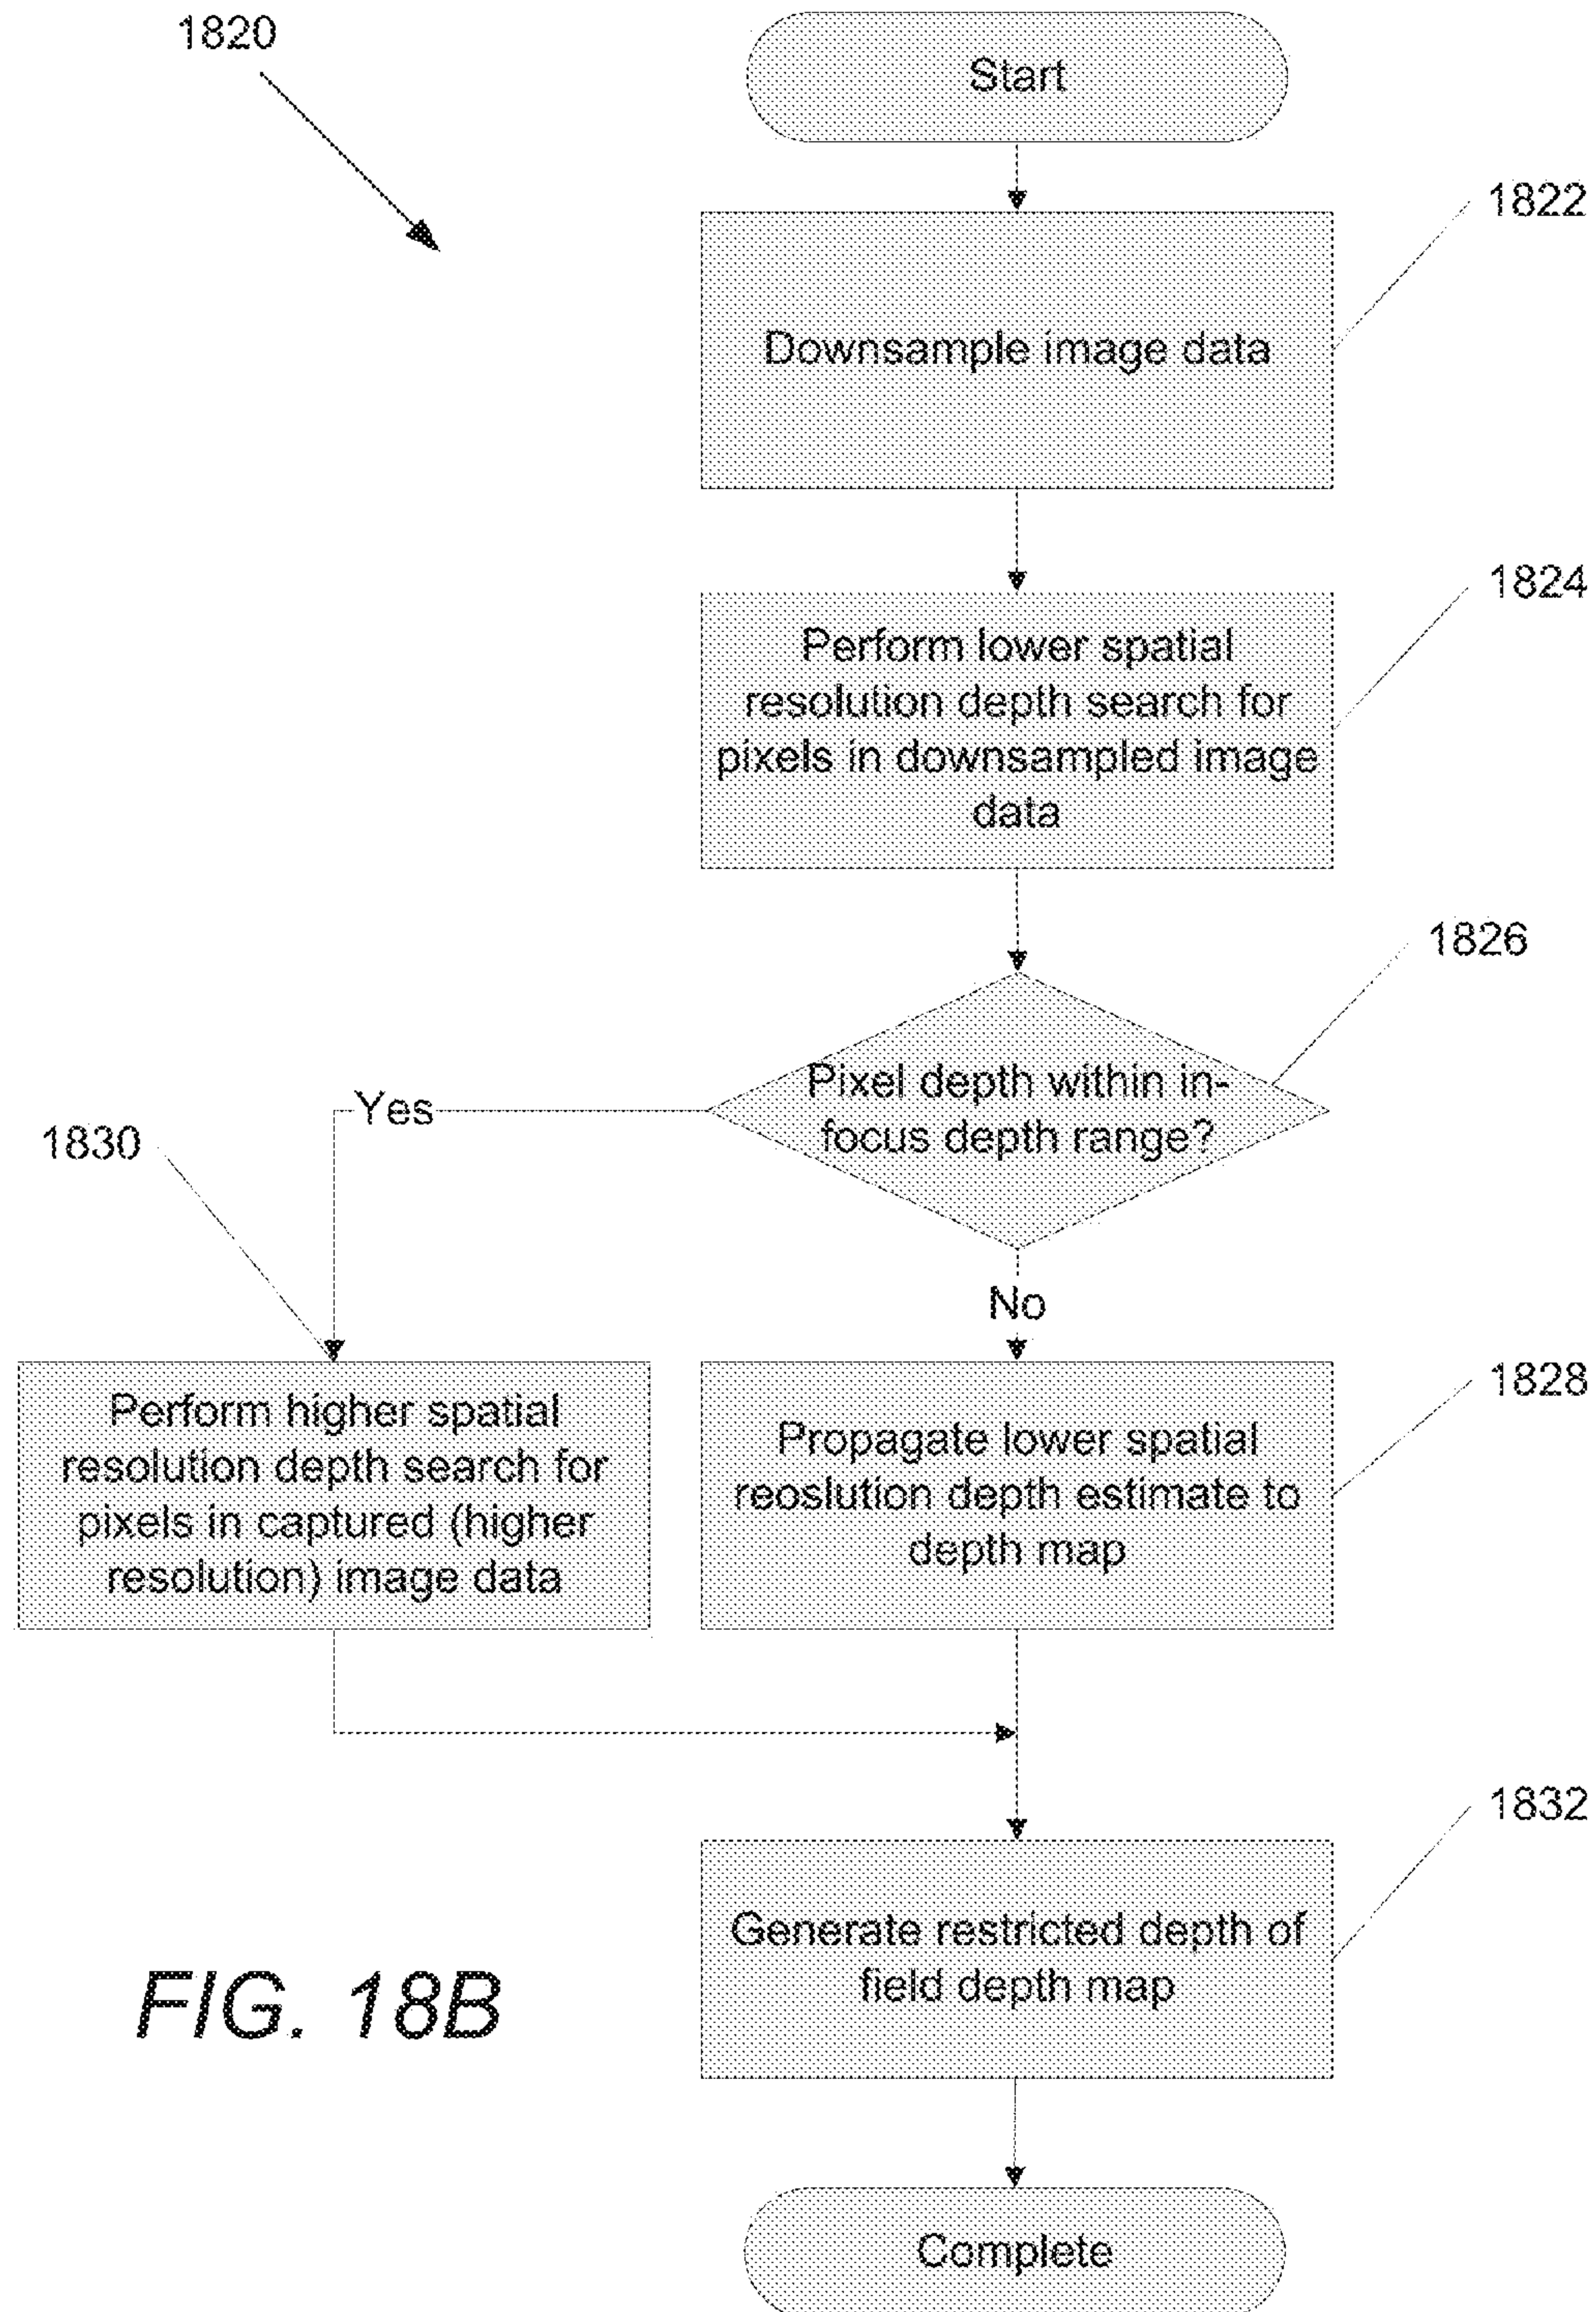 1820
Start
1822
Downsample image data
1824
Perform lower spatial
resolution depth search for
pixels in downsampled image
data
1826
Pixel depth within in-
focus depth range?
Yes
1830
No
1828
Perform higher spatial
resolution depth search for
pixels in captured (higher
resolution) image data
Propagate lower spatial
reoslution depth estimate to
depth map
1832
Generate restricted depth of
field depth map
FIG. 18B
Complete